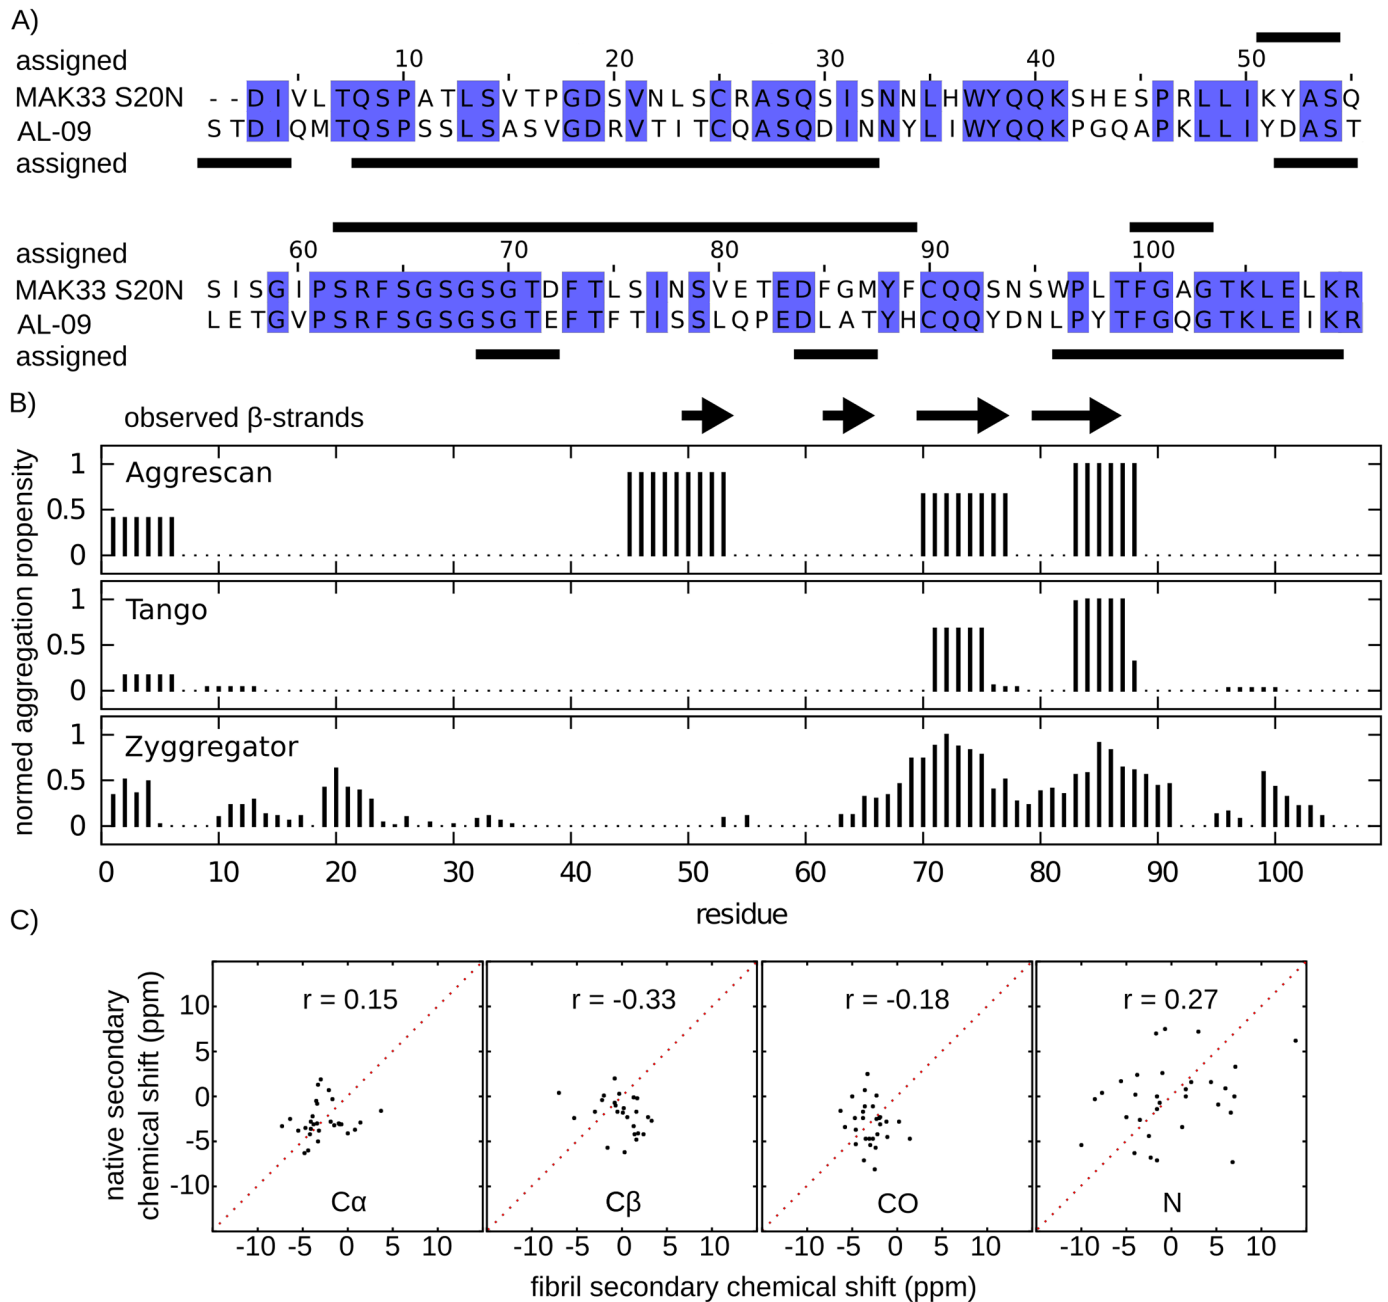 A)
assigned 10 20 30 40 50
MAK33 S20N - - D I V L T Q S P A T L S V T P G D S V N L S C R A S Q S I S N N L H W Y Q Q K S H E S P R L L I K Y A S Q
AL-09 S T D I Q M T Q S P S S L S A S V G D R V T I T C Q A S Q D I N N Y L I W Y Q Q K P G Q A P K L L I Y D A S T
assigned
assigned 60 70 80 90 100
MAK33 S20N S I S G I P S R F S G S G S G T D F T L S I N S V E T E D F G M Y F C Q Q S N S W P L T F G A G T K L E L K R
AL-09 L E T G V P S R F S G S G S G T E F T F T I S S L Q P E D L A T Y H C Q Q Y D N L P Y T F G Q G T K L E I K R
assigned
B)
observed β-strands
normed aggregation propensity
1 Aggrescan
0.5
0
1 Tango
0.5
0
1 Zyggregator
0.5
0
0 10 20 30 40 50 60 70 80 90 100
residue
C)
native secondary
chemical shift (ppm)
r = 0.15 r = -0.33 r = -0.18 r = 0.27
10
5
0
-5
-10
Cα Cβ CO N
-10 -5 0 5 10 -10 -5 0 5 10 -10 -5 0 5 10 -10 -5 0 5 10
fibril secondary chemical shift (ppm)